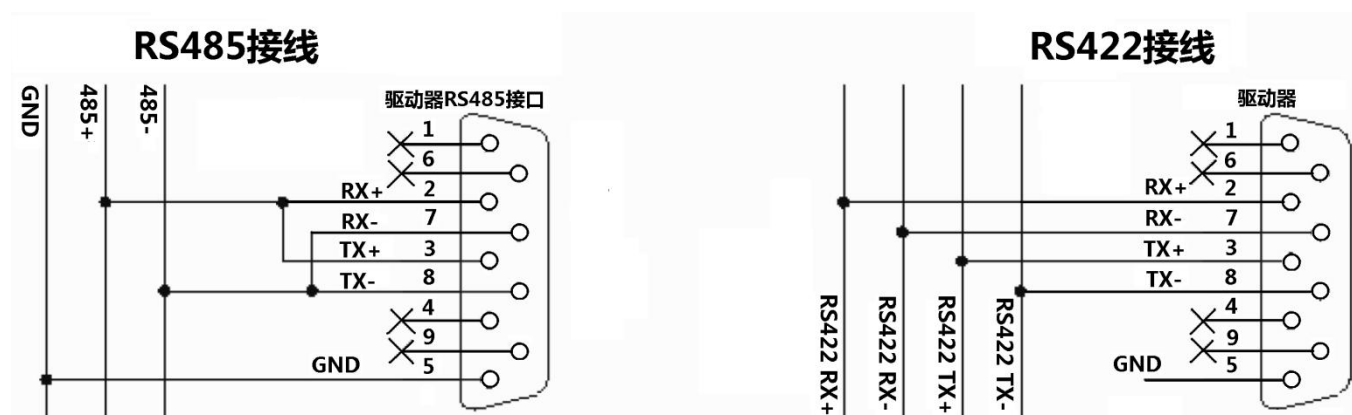 RS485接线
GND
485+
485-
驱动器RS485接口
1
6
RX+ 2
RX- 7
TX+ 3
TX- 8
4
9
GND 5
RS422接线
驱动器
1
6
RX+ 2
RX- 7
TX+ 3
TX- 8
4
9
GND 5
RS422 RX+
RS422 RX-
RS422 TX+
RS422 TX-